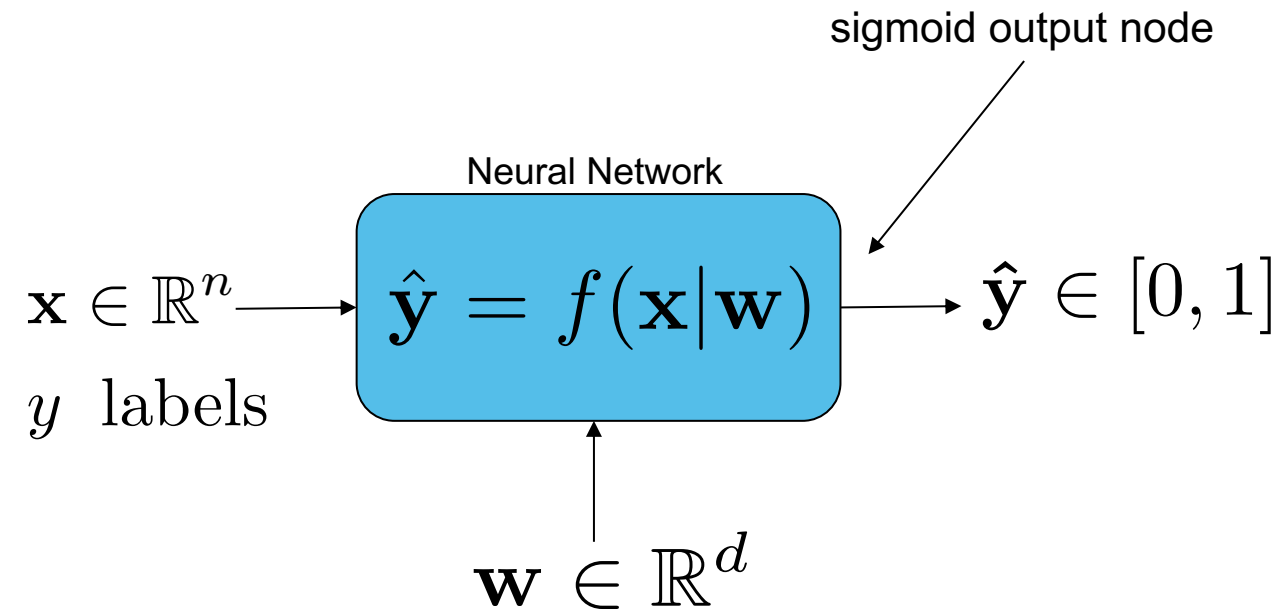 sigmoid output node
Neural Network
𝐱 ∈ ℝⁿ
ŷ = f(𝐱|𝐰)
ŷ ∈ [0, 1]
y labels
𝐰 ∈ ℝᵈ